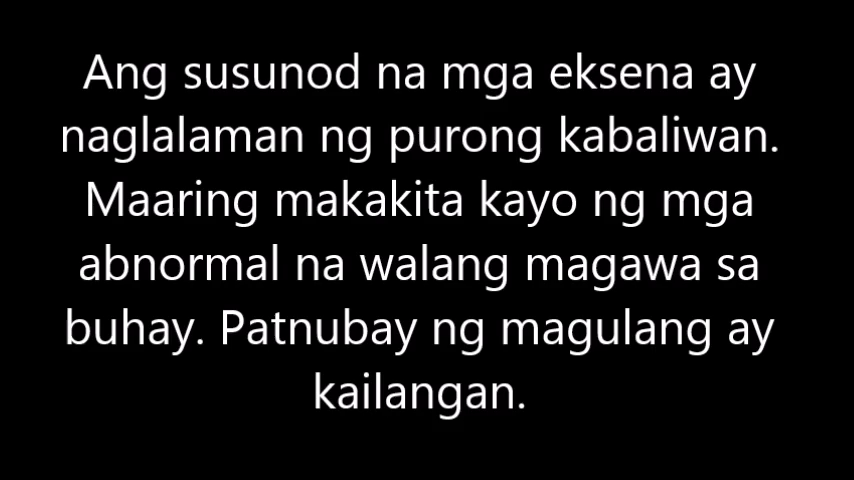 Ang susunod na mga eksena ay
naglalaman ng purong kabaliwan.
Maaring makakita kayo ng mga
abnormal na walang magawa sa
buhay. Patnubay ng magulang ay
kailangan.